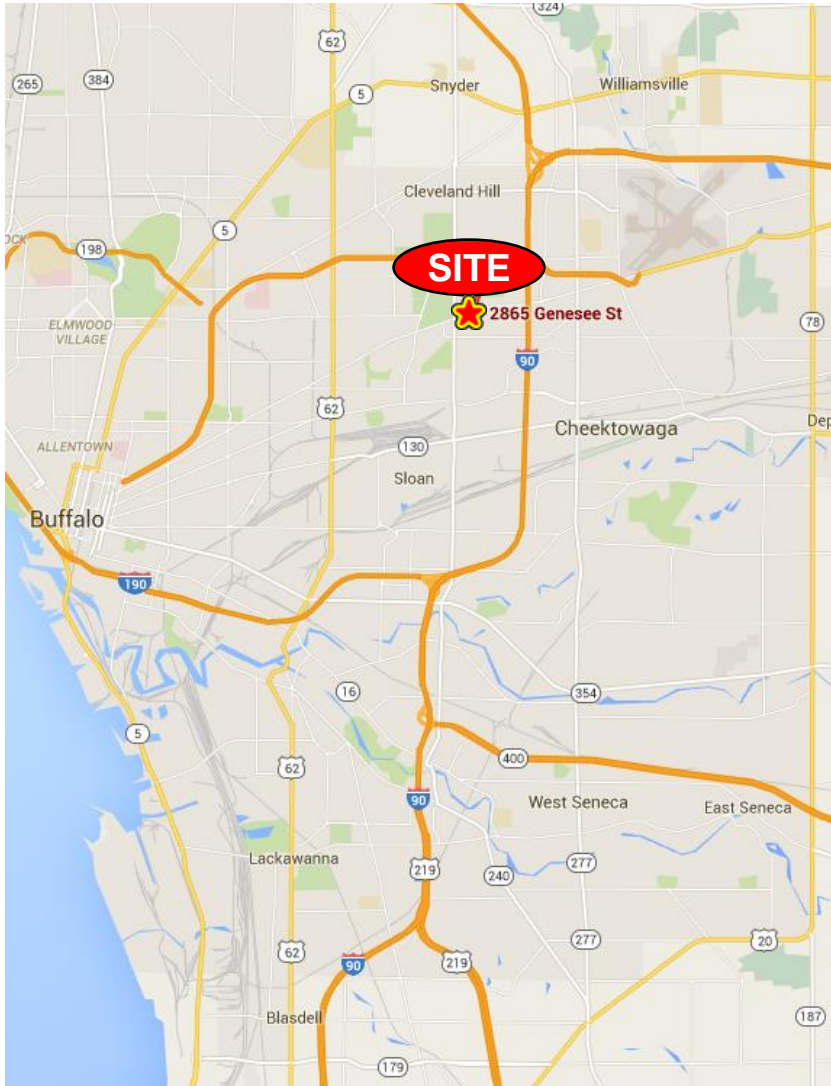 324
62
265
384
Snyder
Williamsville
5
Cleveland Hill
OCK
198
5
SITE
2865 Genesee St
ELMWOOD
VILLAGE
78
90
62
Cheektowaga
Dep
ALLENTOWN
130
Sloan
Buffalo
190
16
354
5
62
400
90
West Seneca
East Seneca
Lackawanna
219
240
277
62
277
20
90
219
Blasdell
187
179